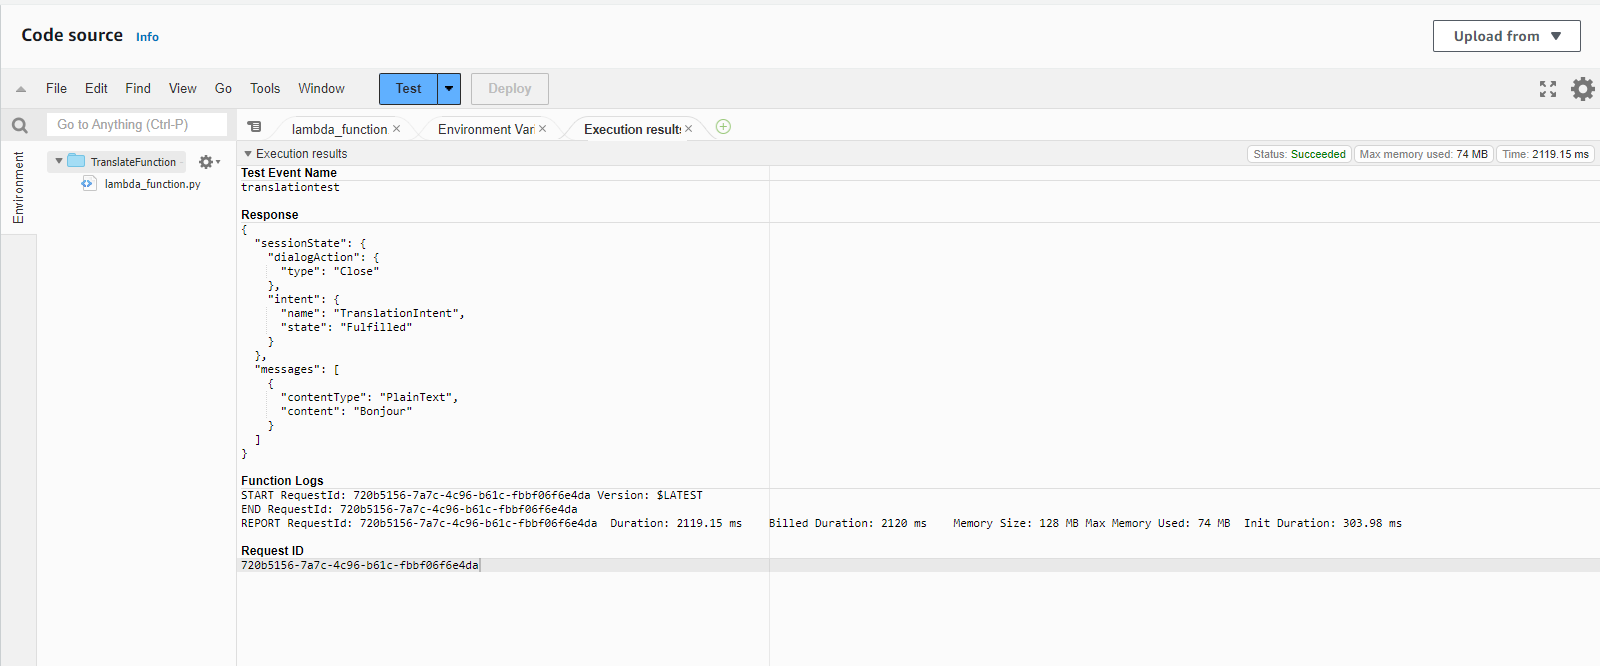 Code source Info
Upload from
File Edit Find View Go Tools Window Test Deploy
Go to Anything (Ctrl-P)
lambda_function × Environment Vari × Execution results ×
Environment
TranslateFunction
lambda_function.py
Execution results
Status: Succeeded Max memory used: 74 MB Time: 2119.15 ms
Test Event Name
translationtest
Response
{
  "sessionState": {
    "dialogAction": {
      "type": "Close"
    },
    "intent": {
      "name": "TranslationIntent",
      "state": "Fulfilled"
    }
  },
  "messages": [
    {
      "contentType": "PlainText",
      "content": "Bonjour"
    }
  ]
}
Function Logs
START RequestId: 720b5156-7a7c-4c96-b61c-fbbf06f6e4da Version: $LATEST
END RequestId: 720b5156-7a7c-4c96-b61c-fbbf06f6e4da
REPORT RequestId: 720b5156-7a7c-4c96-b61c-fbbf06f6e4da Duration: 2119.15 ms Billed Duration: 2120 ms Memory Size: 128 MB Max Memory Used: 74 MB Init Duration: 303.98 ms
Request ID
720b5156-7a7c-4c96-b61c-fbbf06f6e4da